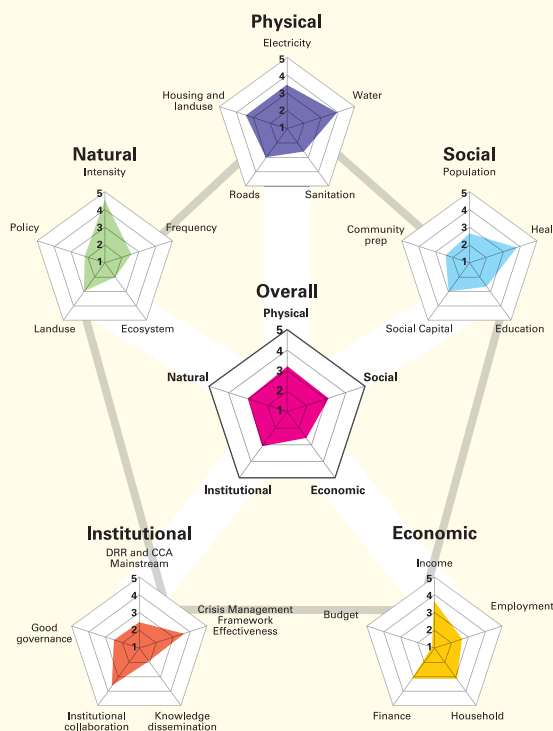 Physical
Electricity
5
4
3
2
1
Housing and
landuse
Water
Roads
Sanitation
Natural
Intensity
5
4
3
2
1
Policy
Frequency
Landuse
Ecosystem
Social
Population
5
4
3
2
1
Community
prep
Heal
Social Capital
Education
Overall
Physical
5
4
3
2
1
Natural
Social
Institutional
Economic
Institutional
DRR and CCA
Mainstream
5
4
3
2
1
Good
governance
Crisis Management
Framework
Effectiveness
Institutional
collaboration
Knowledge
dissemination
Economic
Income
5
4
3
2
1
Budget
Employment
Finance
Household